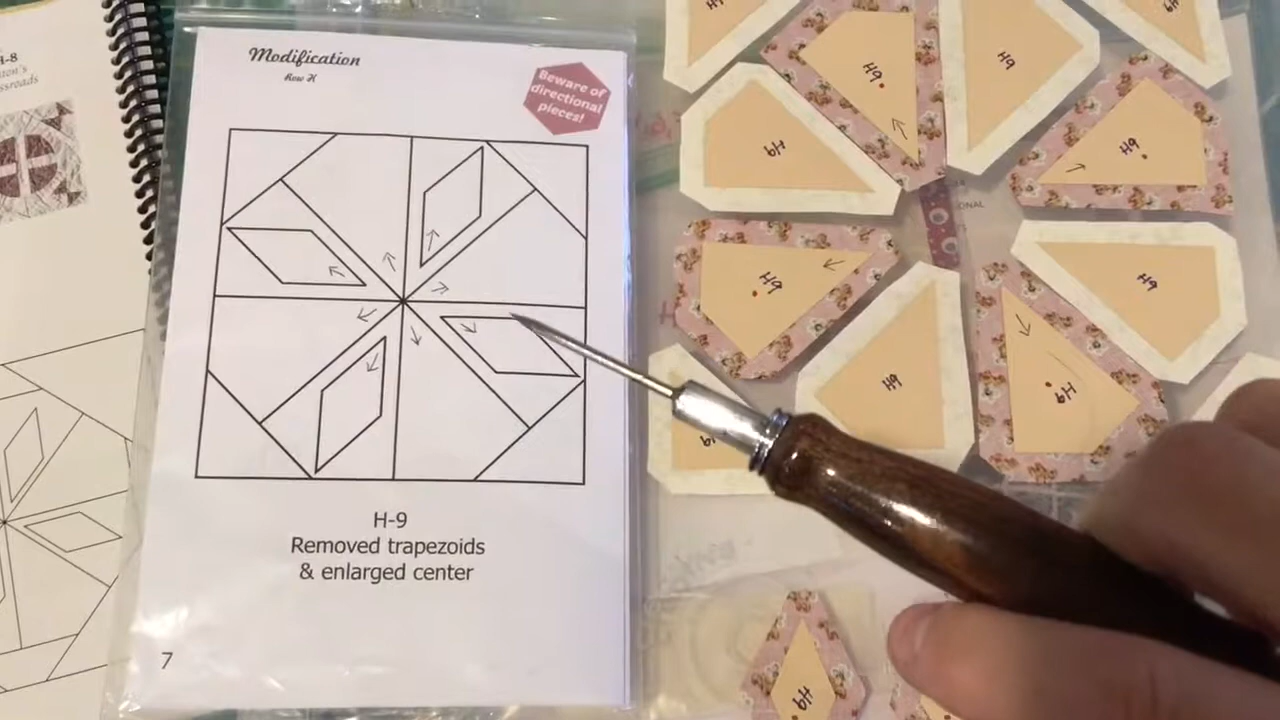 H-8
Modification
Row H
Beware of
directional
pieces!
H-9
Removed trapezoids
& enlarged center
7
H9
H9
H9
H9
H9
H9
H9
H9
H9